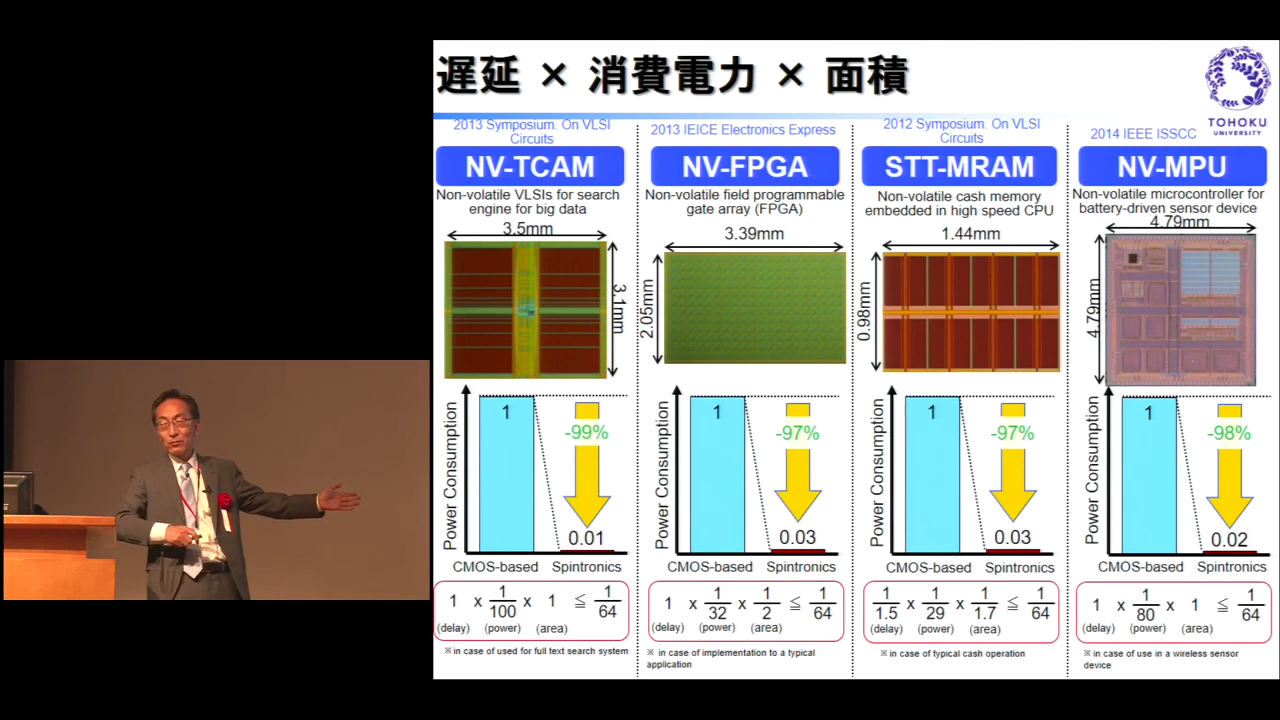 遅延 × 消費電力 × 面積
TOHOKU
UNIVERSITY
2013 Symposium. On VLSI
Circuits
NV-TCAM
Non-volatile VLSIs for search
engine for big data
3.5mm
3.1mm
Power Consumption
1
-99%
0.01
CMOS-based
Spintronics
1 x 1/100 x 1 ≦ 1/64
(delay) (power) (area)
※in case of used for full text search system
2013 IEICE Electronics Express
NV-FPGA
Non-volatile field programmable
gate array (FPGA)
3.39mm
2.05mm
Power Consumption
1
-97%
0.03
CMOS-based
Spintronics
1 x 1/32 x 1/2 ≦ 1/64
(delay) (power) (area)
※ in case of implementation to a typical
application
2012 Symposium. On VLSI
Circuits
STT-MRAM
Non-volatile cash memory
embedded in high speed CPU
1.44mm
0.98mm
Power Consumption
1
-97%
0.03
CMOS-based
Spintronics
1/1.5 x 1/29 x 1/1.7 ≦ 1/64
(delay) (power) (area)
※in case of typical cash operation
2014 IEEE ISSCC
NV-MPU
Non-volatile microcontroller for
battery-driven sensor device
4.79mm
4.79mm
Power Consumption
1
-98%
0.02
CMOS-based
Spintronics
1 x 1/80 x 1 ≦ 1/64
(delay) (power) (area)
※in case of use in a wireless sensor
device